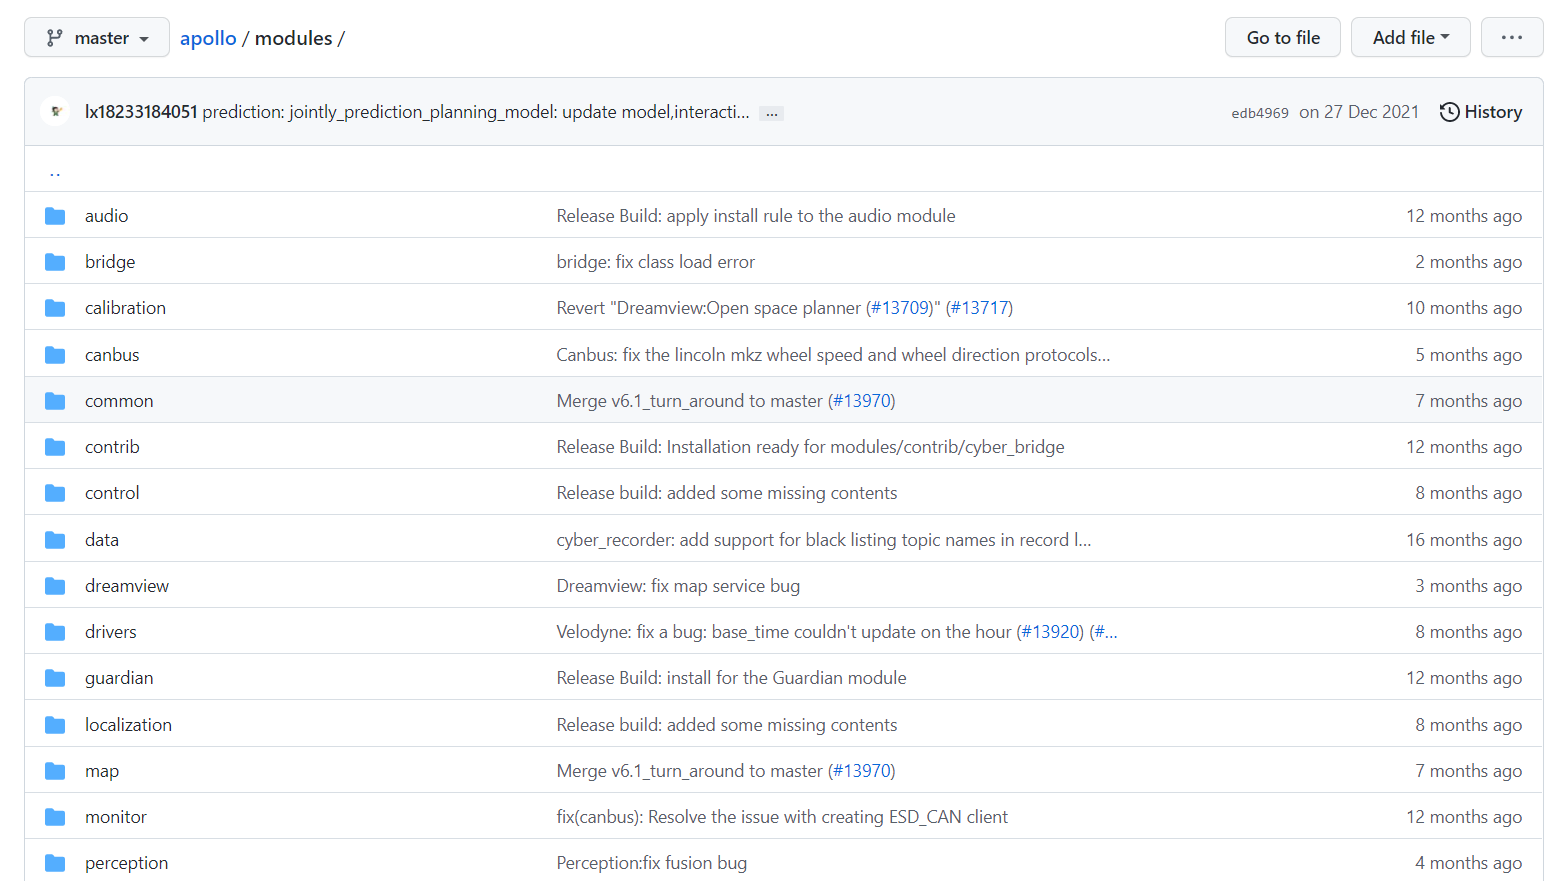 master apollo / modules / Go to file Add file ...
lx18233184051 prediction: jointly_prediction_planning_model: update model,interacti... ... edb4969 on 27 Dec 2021 History
..
audio Release Build: apply install rule to the audio module 12 months ago
bridge bridge: fix class load error 2 months ago
calibration Revert "Dreamview:Open space planner (#13709)" (#13717) 10 months ago
canbus Canbus: fix the lincoln mkz wheel speed and wheel direction protocols... 5 months ago
common Merge v6.1_turn_around to master (#13970) 7 months ago
contrib Release Build: Installation ready for modules/contrib/cyber_bridge 12 months ago
control Release build: added some missing contents 8 months ago
data cyber_recorder: add support for black listing topic names in record l... 16 months ago
dreamview Dreamview: fix map service bug 3 months ago
drivers Velodyne: fix a bug: base_time couldn't update on the hour (#13920) (#... 8 months ago
guardian Release Build: install for the Guardian module 12 months ago
localization Release build: added some missing contents 8 months ago
map Merge v6.1_turn_around to master (#13970) 7 months ago
monitor fix(canbus): Resolve the issue with creating ESD_CAN client 12 months ago
perception Perception:fix fusion bug 4 months ago